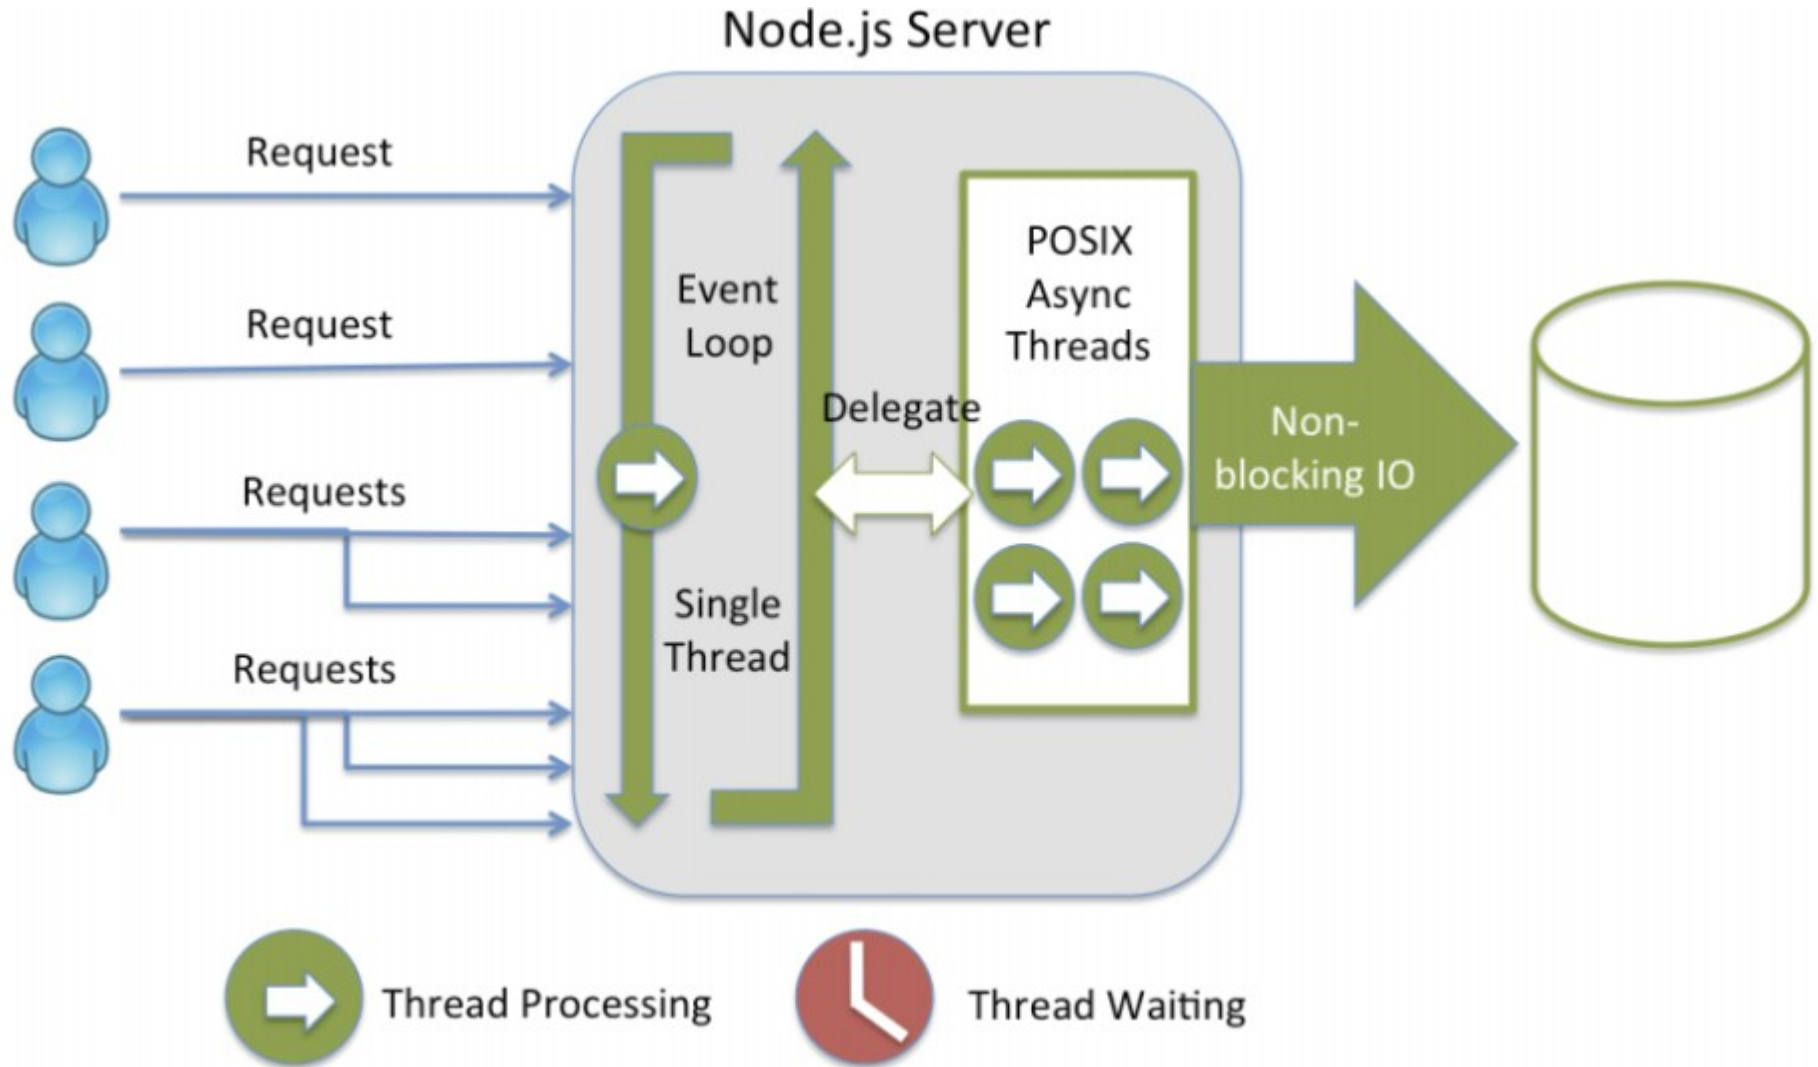 Node.js Server
Request
Request
Requests
Requests
Event
Loop
Single
Thread
Delegate
POSIX
Async
Threads
Non-
blocking IO
Thread Processing
Thread Waiting